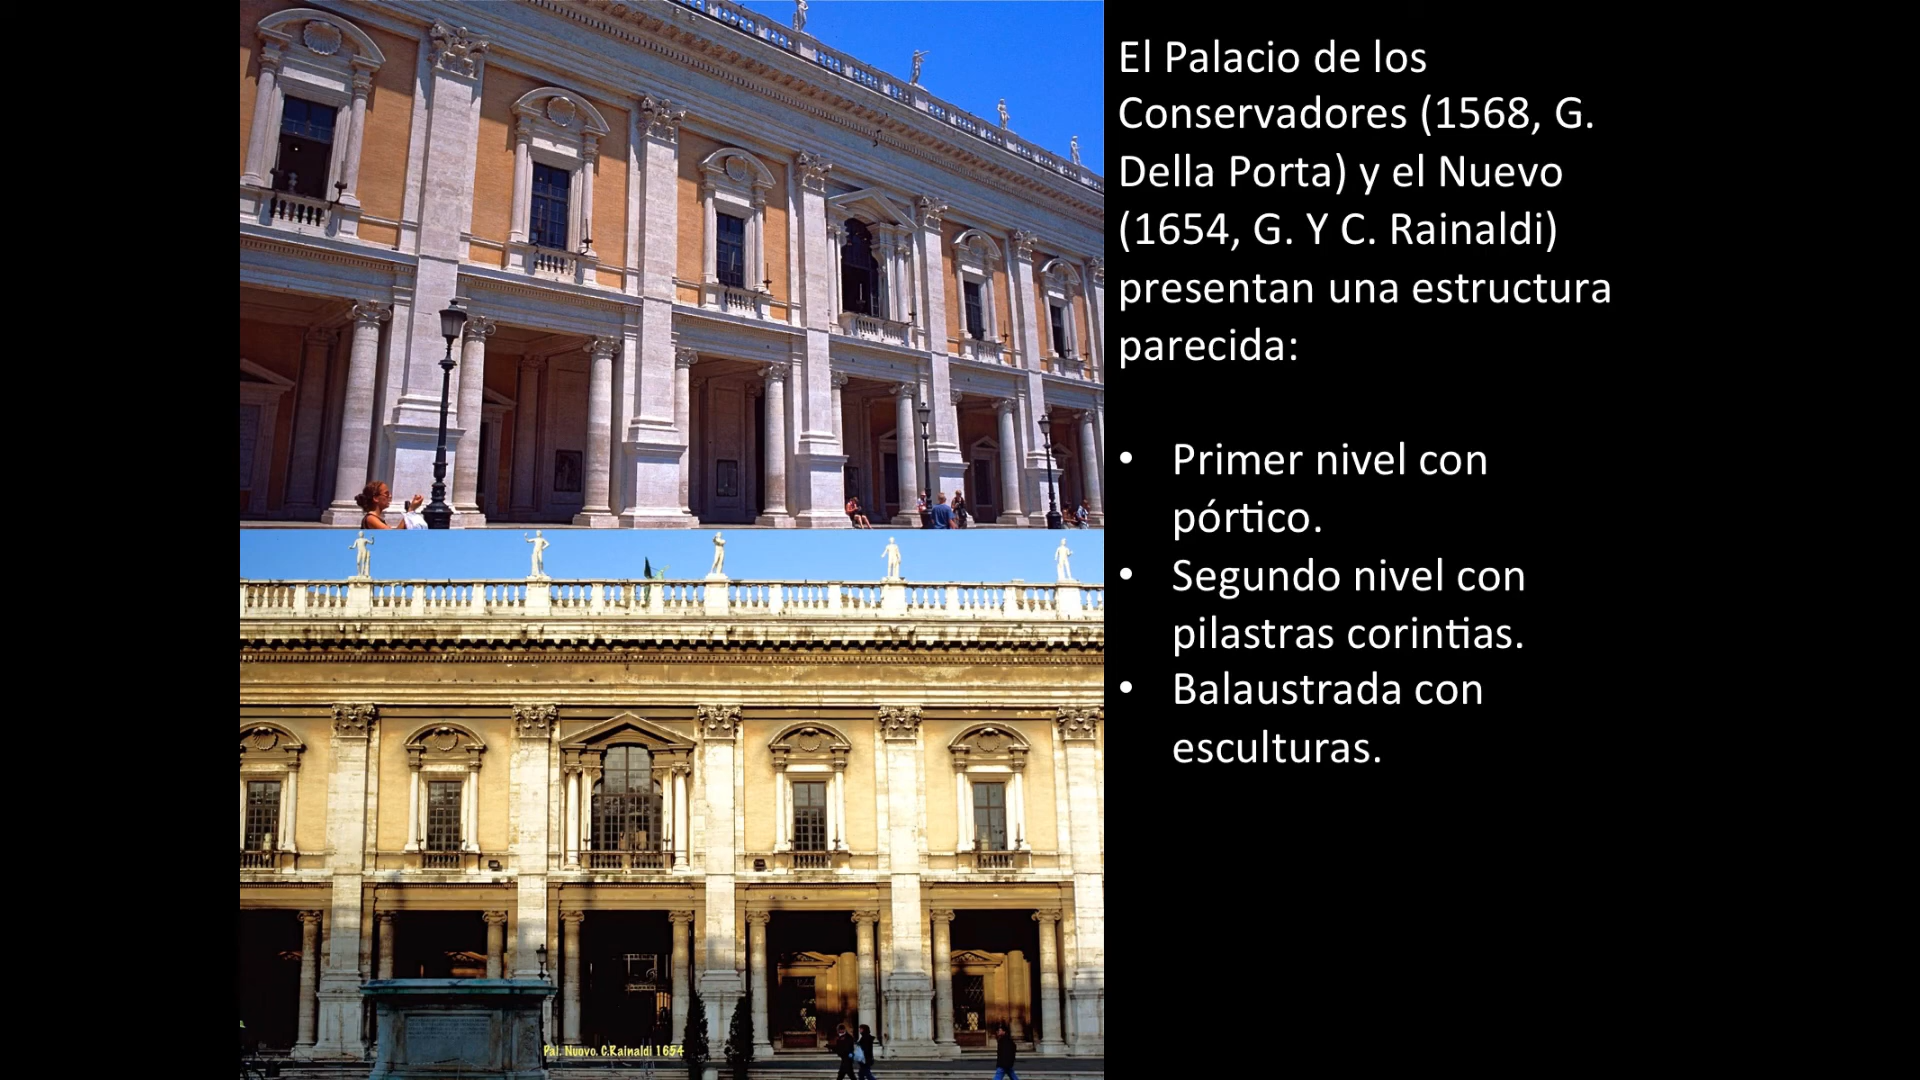 El Palacio de los
Conservadores (1568, G.
Della Porta) y el Nuevo
(1654, G. Y C. Rainaldi)
presentan una estructura
parecida:
• Primer nivel con
pórtico.
• Segundo nivel con
pilastras corintias.
• Balaustrada con
esculturas.
Pal. Nuovo. C.Rainaldi 1654